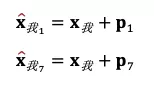 x̂我₁ = x我 + p₁
x̂我₇ = x我 + p₇